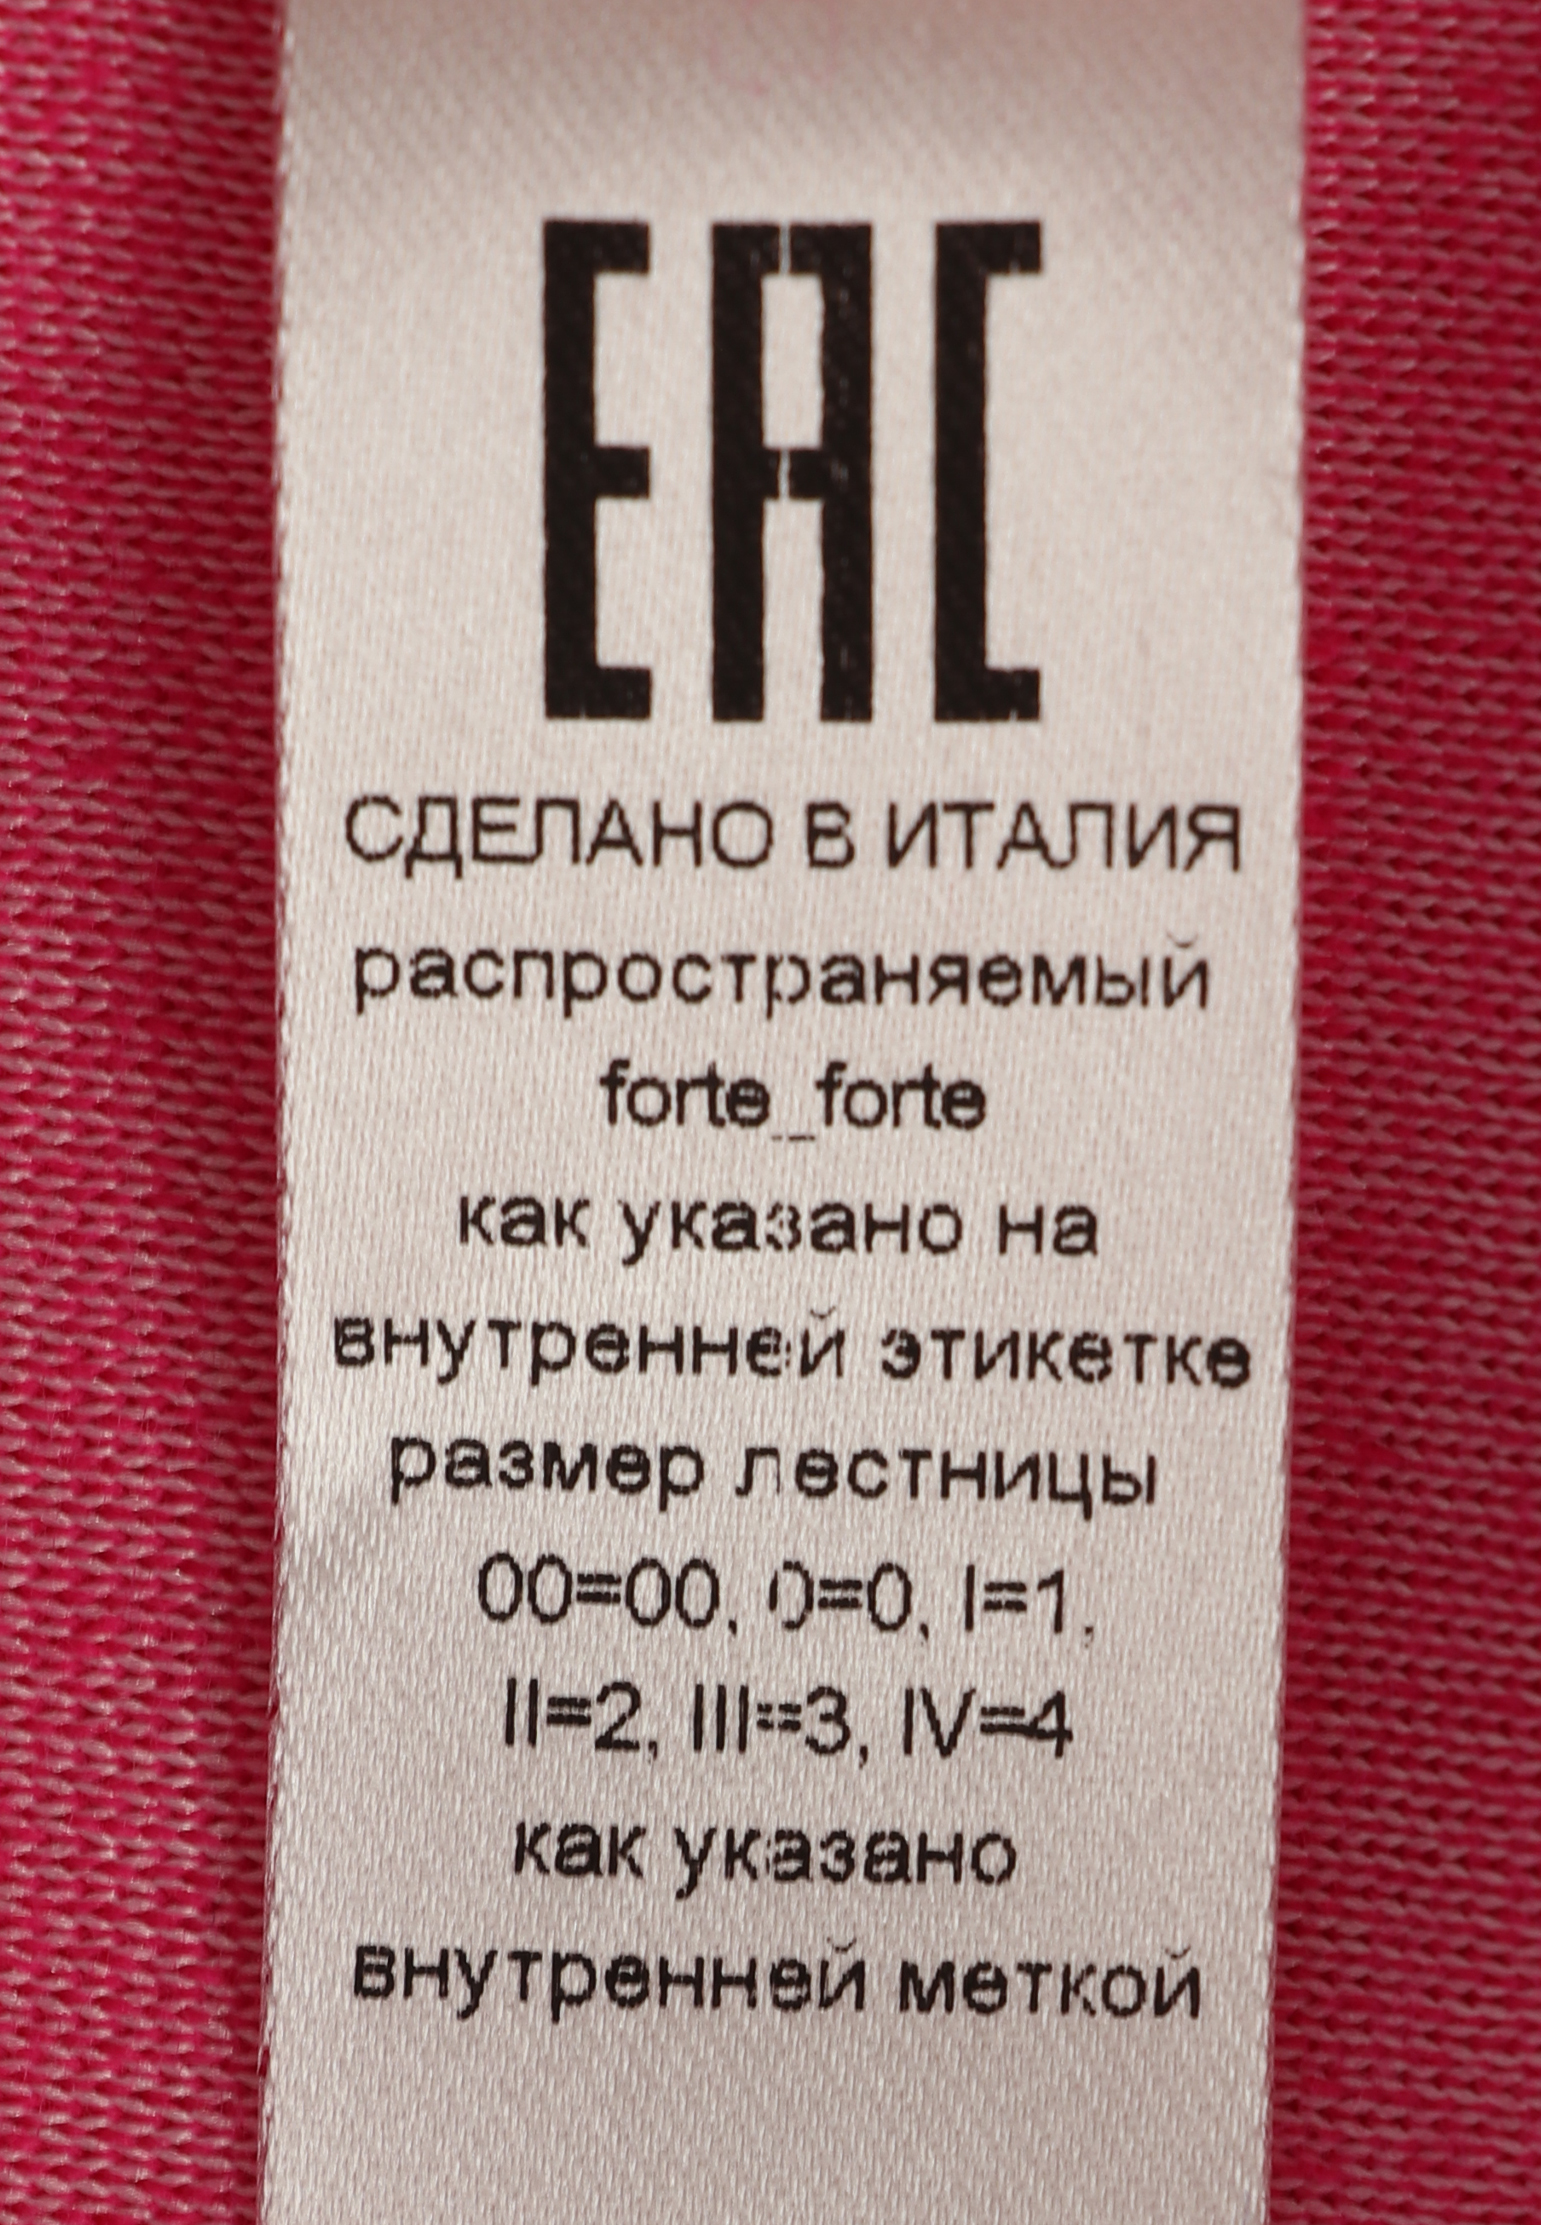 EAC
СДЕЛАНО В ИТАЛИЯ
распространяемый
forte_forte
как указано на
внутренней этикетке
размер лестницы
00=00, 0=0, I=1,
II=2, III=3, IV=4
как указано
внутренней меткой